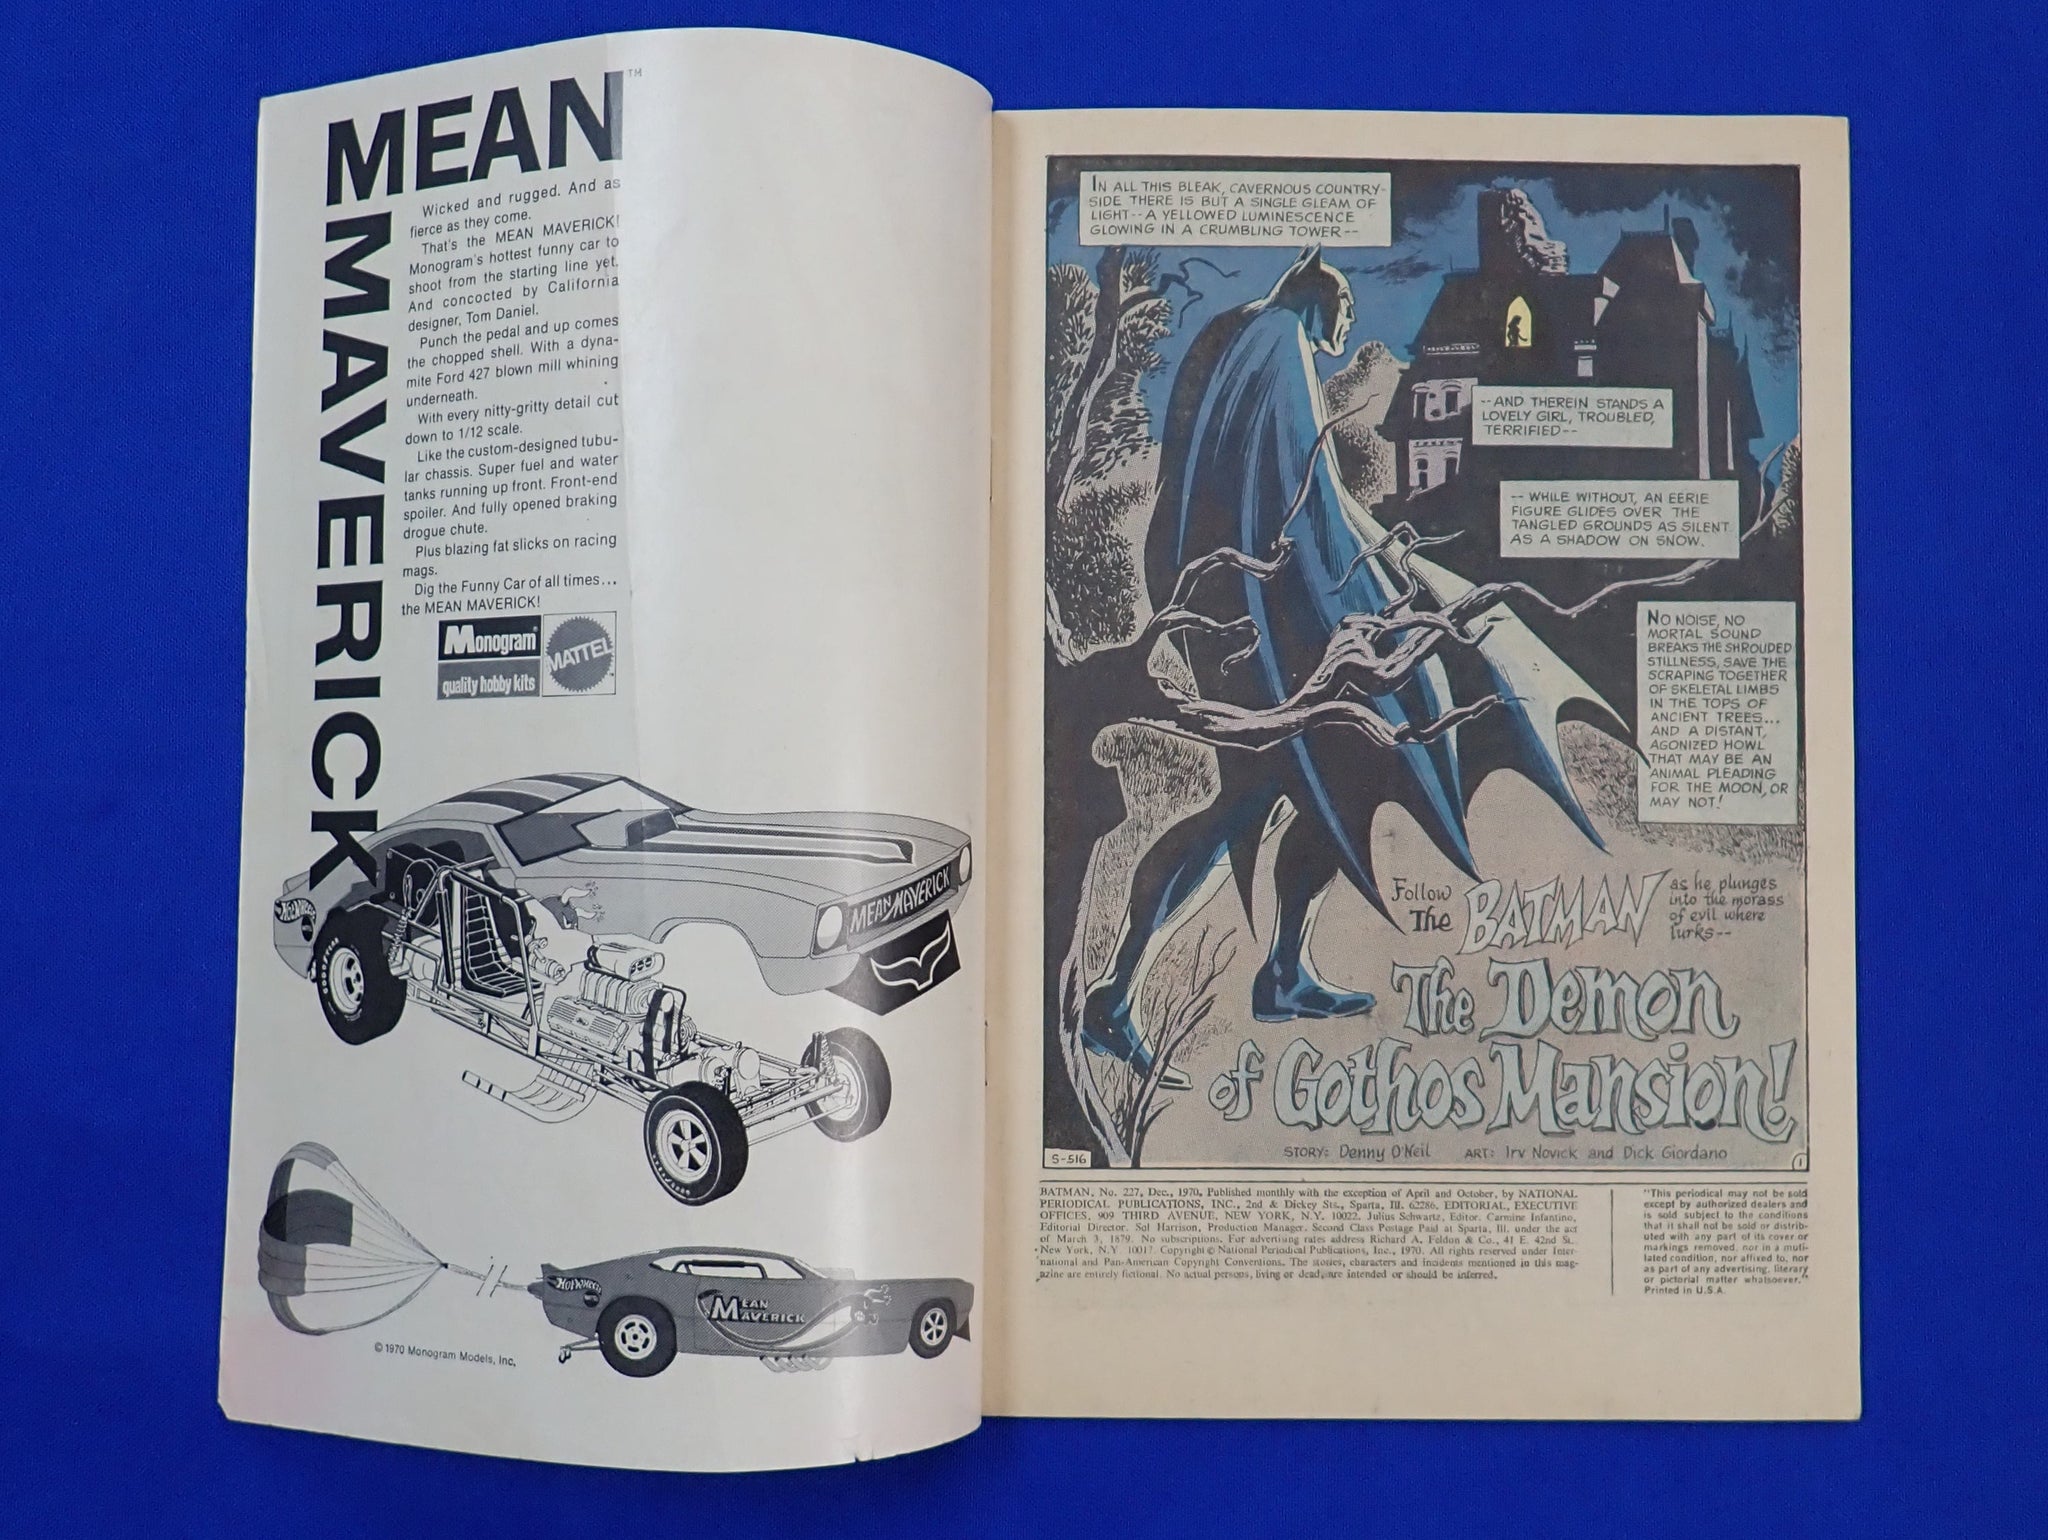 MEAN™
MAVERICK
Wicked and rugged. And as
fierce as they come.
That's the MEAN MAVERICK!
Monogram's hottest funny car to
shoot from the starting line yet.
And concocted by California
designer, Tom Daniel.
Punch the pedal and up comes
the chopped shell. With a dyna-
mite Ford 427 blown mill whining
underneath.
With every nitty-gritty detail cut
down to 1/12 scale.
Like the custom-designed tubu-
lar chassis. Super fuel and water
tanks running up front. Front-end
spoiler. And fully opened braking
drogue chute.
Plus blazing fat slicks on racing
mags.
Dig the Funny Car of all times...
the MEAN MAVERICK!
Monogram®
quality hobby kits
MATTEL
MEAN MAVERICK
HOT WHEELS
GOODYEAR
HOT WHEELS
MEAN
MAVERICK
© 1970 Monogram Models, Inc.
IN ALL THIS BLEAK, CAVERNOUS COUNTRY-
SIDE THERE IS BUT A SINGLE GLEAM OF
LIGHT-- A YELLOWED LUMINESCENCE
GLOWING IN A CRUMBLING TOWER--
--AND THEREIN STANDS A
LOVELY GIRL, TROUBLED,
TERRIFIED--
-- WHILE WITHOUT, AN EERIE
FIGURE GLIDES OVER THE
TANGLED GROUNDS AS SILENT
AS A SHADOW ON SNOW.
NO NOISE, NO
MORTAL SOUND
BREAKS THE SHROUDED
STILLNESS, SAVE THE
SCRAPING TOGETHER
OF SKELETAL LIMBS
IN THE TOPS OF
ANCIENT TREES...
AND A DISTANT,
AGONIZED HOWL
THAT MAY BE AN
ANIMAL PLEADING
FOR THE MOON, OR
MAY NOT!
Follow
The BATMAN
as he plunges
into the morass
of evil where
lurks--
The Demon
of Gothos Mansion!
STORY: Denny O'Neil ART: Irv Novick and Dick Giordano
S-516
1
BATMAN, No. 227, Dec., 1970, Published monthly with the exception of April and October, by NATIONAL
PERIODICAL PUBLICATIONS, INC., 2nd & Dickey Sts., Sparta, Ill. 62286. EDITORIAL, EXECUTIVE
OFFICES, 909 THIRD AVENUE, NEW YORK, N.Y. 10022. Julius Schwartz, Editor. Carmine Infantino,
Editorial Director. Sol Harrison, Production Manager. Second Class Postage Paid at Sparta, Ill. under the act
of March 3, 1879. No subscriptions. For advertising rates address Richard A. Feldon & Co., 41 E. 42nd St.,
New York, N.Y. 10017. Copyright © National Periodical Publications, Inc., 1970. All rights reserved under Inter-
national and Pan-American Copyright Conventions. The stories, characters and incidents mentioned in this mag-
azine are entirely fictional. No actual persons, living or dead, are intended or should be inferred.
"This periodical may not be sold
except by authorized dealers and
is sold subject to the conditions
that it shall not be sold or distrib-
uted with any part of its cover or
markings removed, nor in a muti-
lated condition, nor affixed to, nor
as part of any advertising, literary
or pictorial matter whatsoever."
Printed in U.S.A.